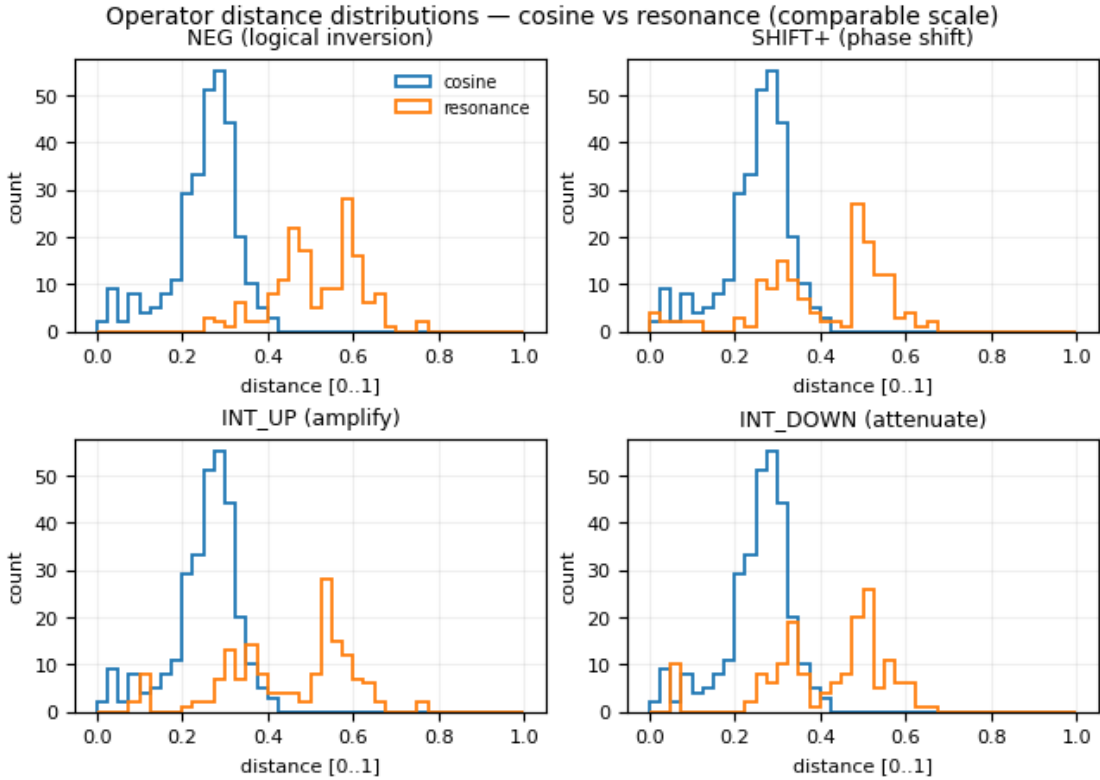 Operator distance distributions — cosine vs resonance (comparable scale)
NEG (logical inversion)
50
40
30
20
10
0
count
cosine
resonance
0.0 0.2 0.4 0.6 0.8 1.0
distance [0..1]
SHIFT+ (phase shift)
50
40
30
20
10
0
count
0.0 0.2 0.4 0.6 0.8 1.0
distance [0..1]
INT_UP (amplify)
50
40
30
20
10
0
count
0.0 0.2 0.4 0.6 0.8 1.0
distance [0..1]
INT_DOWN (attenuate)
50
40
30
20
10
0
count
0.0 0.2 0.4 0.6 0.8 1.0
distance [0..1]